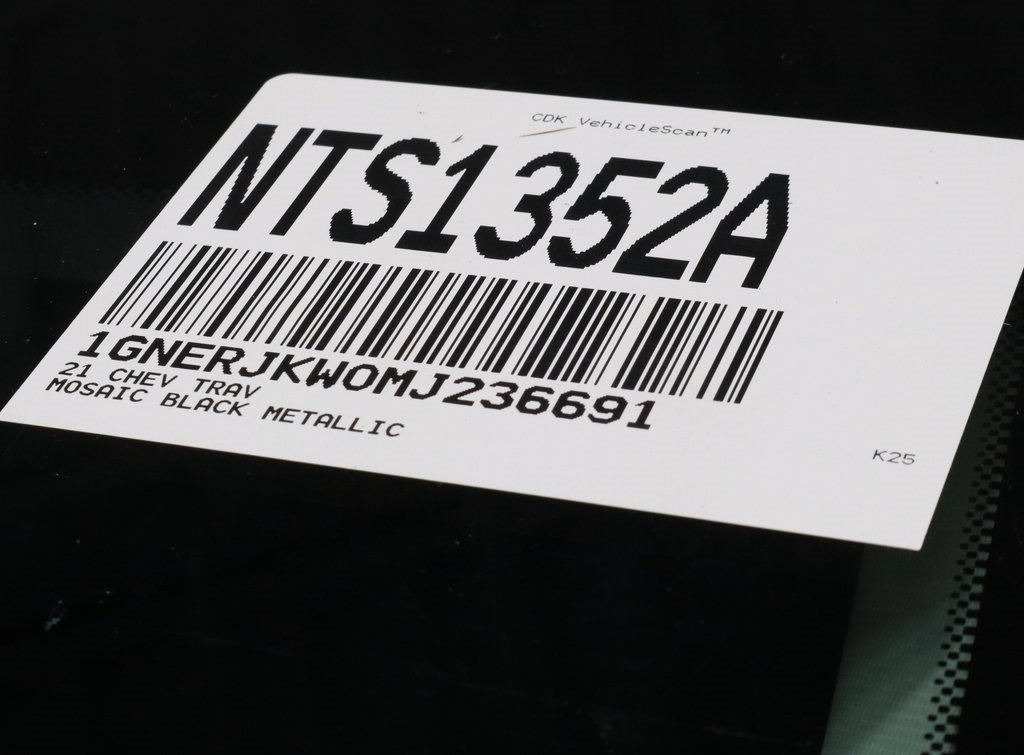 CDK VehicleScan™
NTS1352A
1GNERJKW0MJ236691
21 CHEV TRAV
MOSAIC BLACK METALLIC
K25